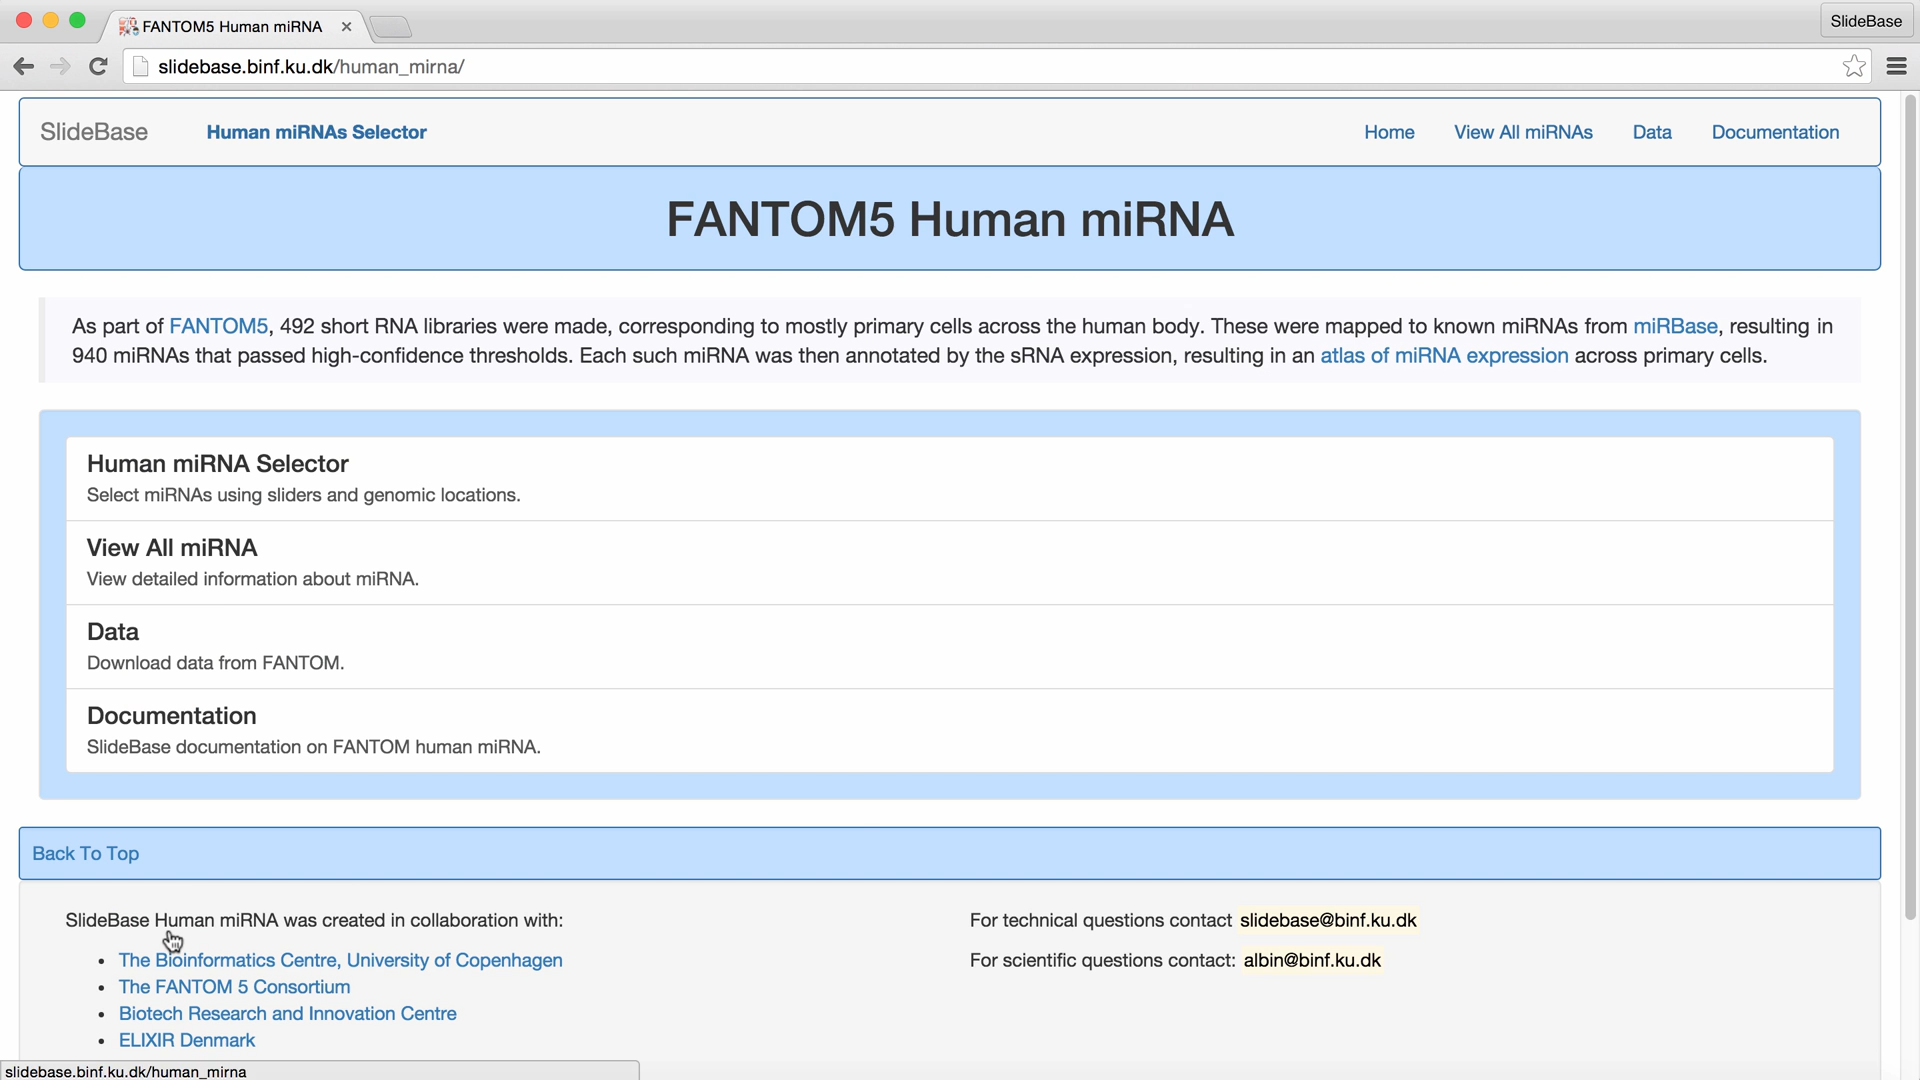 FANTOM5 Human miRNA
SlideBase
slidebase.binf.ku.dk/human_mirna/
SlideBase Human miRNAs Selector Home View All miRNAs Data Documentation
FANTOM5 Human miRNA
As part of FANTOM5, 492 short RNA libraries were made, corresponding to mostly primary cells across the human body. These were mapped to known miRNAs from miRBase, resulting in
940 miRNAs that passed high-confidence thresholds. Each such miRNA was then annotated by the sRNA expression, resulting in an atlas of miRNA expression across primary cells.
Human miRNA Selector
Select miRNAs using sliders and genomic locations.
View All miRNA
View detailed information about miRNA.
Data
Download data from FANTOM.
Documentation
SlideBase documentation on FANTOM human miRNA.
Back To Top
SlideBase Human miRNA was created in collaboration with:
The Bioinformatics Centre, University of Copenhagen
The FANTOM 5 Consortium
Biotech Research and Innovation Centre
ELIXIR Denmark
For technical questions contact slidebase@binf.ku.dk
For scientific questions contact: albin@binf.ku.dk
slidebase.binf.ku.dk/human_mirna